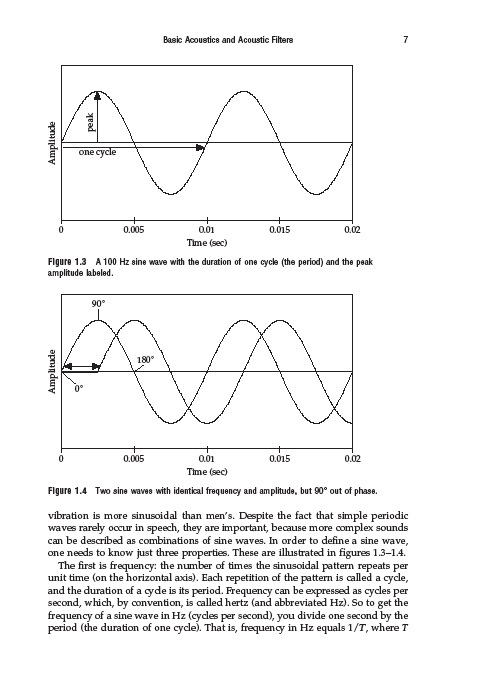 Basic Acoustics and Acoustic Filters 7
Amplitude
peak
one cycle
0 0.005 0.01 0.015 0.02
Time (sec)
Figure 1.3 A 100 Hz sine wave with the duration of one cycle (the period) and the peak
amplitude labeled.
90°
Amplitude
180°
0°
0 0.005 0.01 0.015 0.02
Time (sec)
Figure 1.4 Two sine waves with identical frequency and amplitude, but 90° out of phase.
vibration is more sinusoidal than men's. Despite the fact that simple periodic
waves rarely occur in speech, they are important, because more complex sounds
can be described as combinations of sine waves. In order to define a sine wave,
one needs to know just three properties. These are illustrated in figures 1.3–1.4.
The first is frequency: the number of times the sinusoidal pattern repeats per
unit time (on the horizontal axis). Each repetition of the pattern is called a cycle,
and the duration of a cycle is its period. Frequency can be expressed as cycles per
second, which, by convention, is called hertz (and abbreviated Hz). So to get the
frequency of a sine wave in Hz (cycles per second), you divide one second by the
period (the duration of one cycle). That is, frequency in Hz equals 1/T, where T